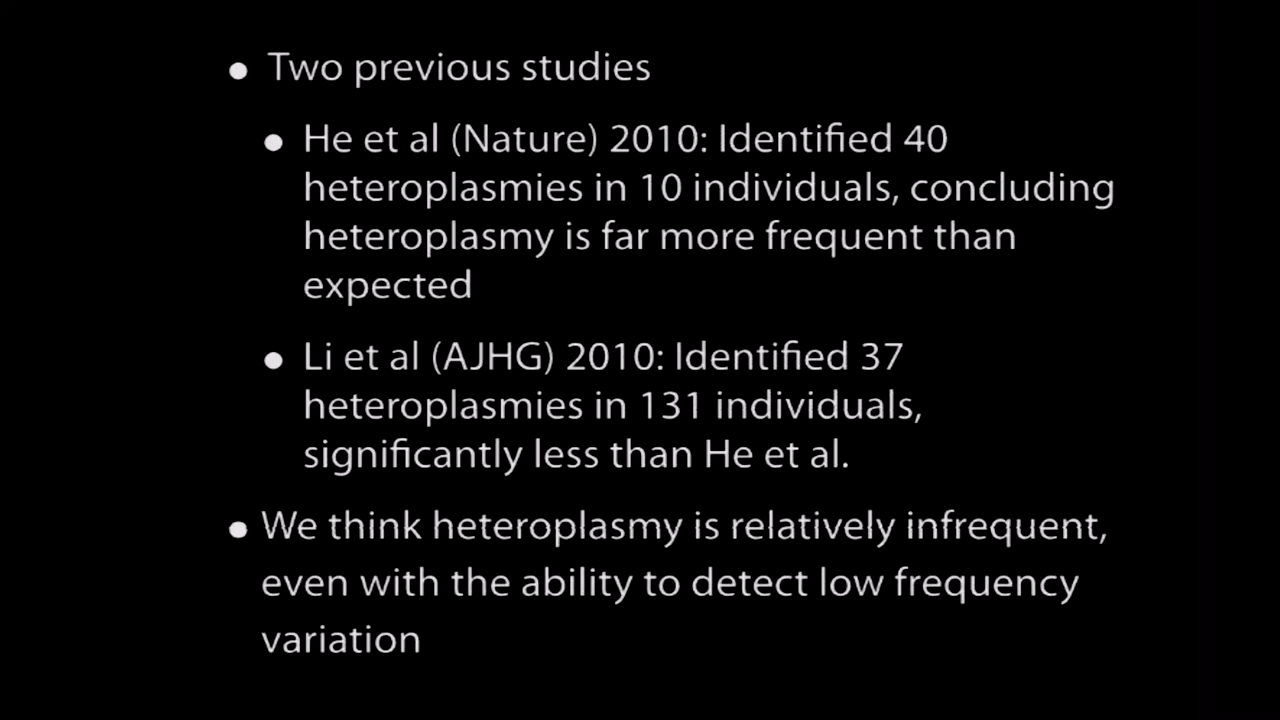 • Two previous studies
• He et al (Nature) 2010: Identified 40
heteroplasmies in 10 individuals, concluding
heteroplasmy is far more frequent than
expected
• Li et al (AJHG) 2010: Identified 37
heteroplasmies in 131 individuals,
significantly less than He et al.
• We think heteroplasmy is relatively infrequent,
even with the ability to detect low frequency
variation